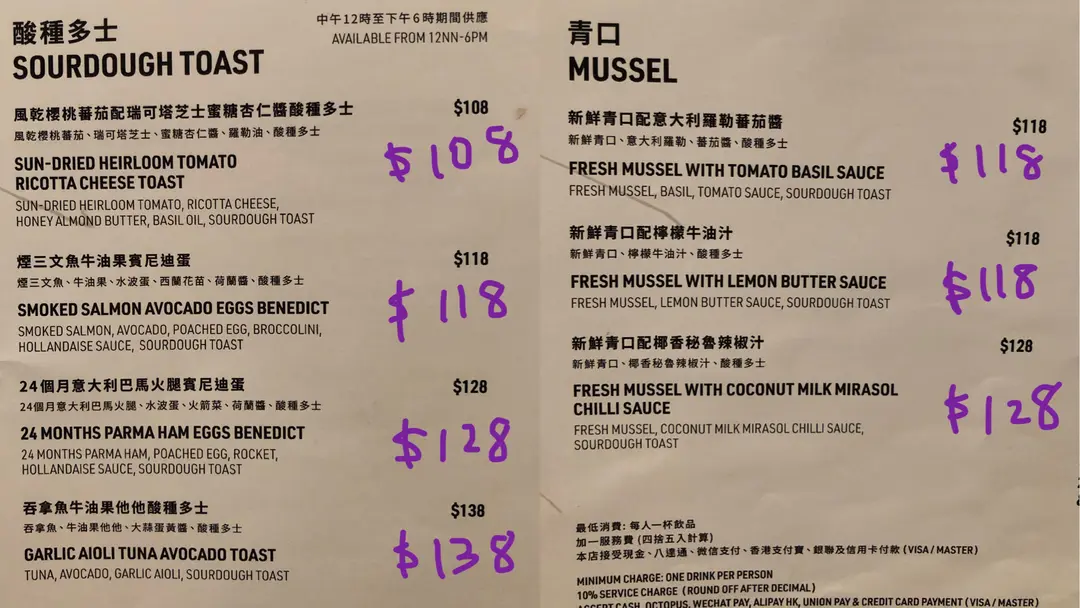 酸種多士
中午12時至下午6時期間供應
SOURDOUGH TOAST
AVAILABLE FROM 12NN-6PM
風乾櫻桃蕃茄配瑞可塔芝士蜜糖杏仁醬酸種多士
$108
風乾櫻桃蕃茄、瑞可塔芝士、蜜糖杏仁醬、羅勒油、酸種多士
$108
SUN-DRIED HEIRLOOM TOMATO
RICOTTA CHEESE TOAST
SUN-DRIED HEIRLOOM TOMATO, RICOTTA CHEESE,
HONEY ALMOND BUTTER, BASIL OIL, SOURDOUGH TOAST
煙三文魚牛油果賓尼迪蛋
$118
煙三文魚、牛油果、水波蛋、西蘭花苗、荷蘭醬、酸種多士
$118
SMOKED SALMON AVOCADO EGGS BENEDICT
SMOKED SALMON, AVOCADO, POACHED EGG, BROCCOLINI,
HOLLANDAISE SAUCE, SOURDOUGH TOAST
24個月意大利巴馬火腿賓尼迪蛋
$128
24個月意大利巴馬火腿、水波蛋、火箭菜、荷蘭醬、酸種多士
$128
24 MONTHS PARMA HAM EGGS BENEDICT
24 MONTHS PARMA HAM, POACHED EGG, ROCKET,
HOLLANDAISE SAUCE, SOURDOUGH TOAST
吞拿魚牛油果他他酸種多士
$138
吞拿魚、牛油果他他、大蒜蛋黃醬、酸種多士
$138
GARLIC AIOLI TUNA AVOCADO TOAST
TUNA, AVOCADO, GARLIC AIOLI, SOURDOUGH TOAST
青口
MUSSEL
新鮮青口配意大利羅勒蕃茄醬
$118
新鮮青口、意大利羅勒、蕃茄醬、酸種多士
$118
FRESH MUSSEL WITH TOMATO BASIL SAUCE
FRESH MUSSEL, BASIL, TOMATO SAUCE, SOURDOUGH TOAST
新鮮青口配檸檬牛油汁
$118
新鮮青口、檸檬牛油汁、酸種多士
$118
FRESH MUSSEL WITH LEMON BUTTER SAUCE
FRESH MUSSEL, LEMON BUTTER SAUCE, SOURDOUGH TOAST
新鮮青口配椰香秘魯辣椒汁
$128
新鮮青口、椰香秘魯辣椒汁、酸種多士
$128
FRESH MUSSEL WITH COCONUT MILK MIRASOL
CHILLI SAUCE
FRESH MUSSEL, COCONUT MILK MIRASOL CHILLI SAUCE,
SOURDOUGH TOAST
最低消費: 每人一杯飲品
加一服務費 (四捨五入計算)
本店接受現金、八達通、微信支付、香港支付寶、銀聯及信用卡付款 (VISA / MASTER)
MINIMUM CHARGE: ONE DRINK PER PERSON
10% SERVICE CHARGE (ROUND OFF AFTER DECIMAL)
ACCEPT CASH, OCTOPUS, WECHAT PAY, ALIPAY HK, UNION PAY & CREDIT CARD PAYMENT (VISA / MASTER)